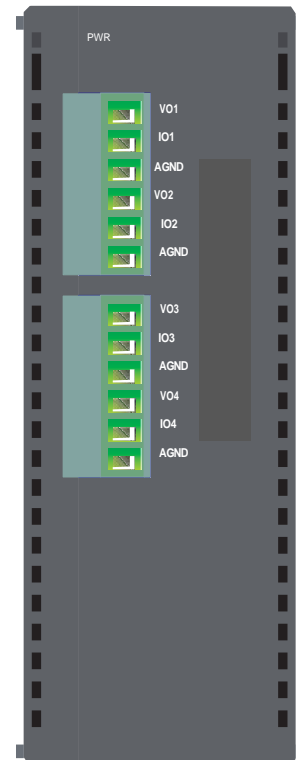 PWR
VO1
IO1
AGND
VO2
IO2
AGND
VO3
IO3
AGND
VO4
IO4
AGND